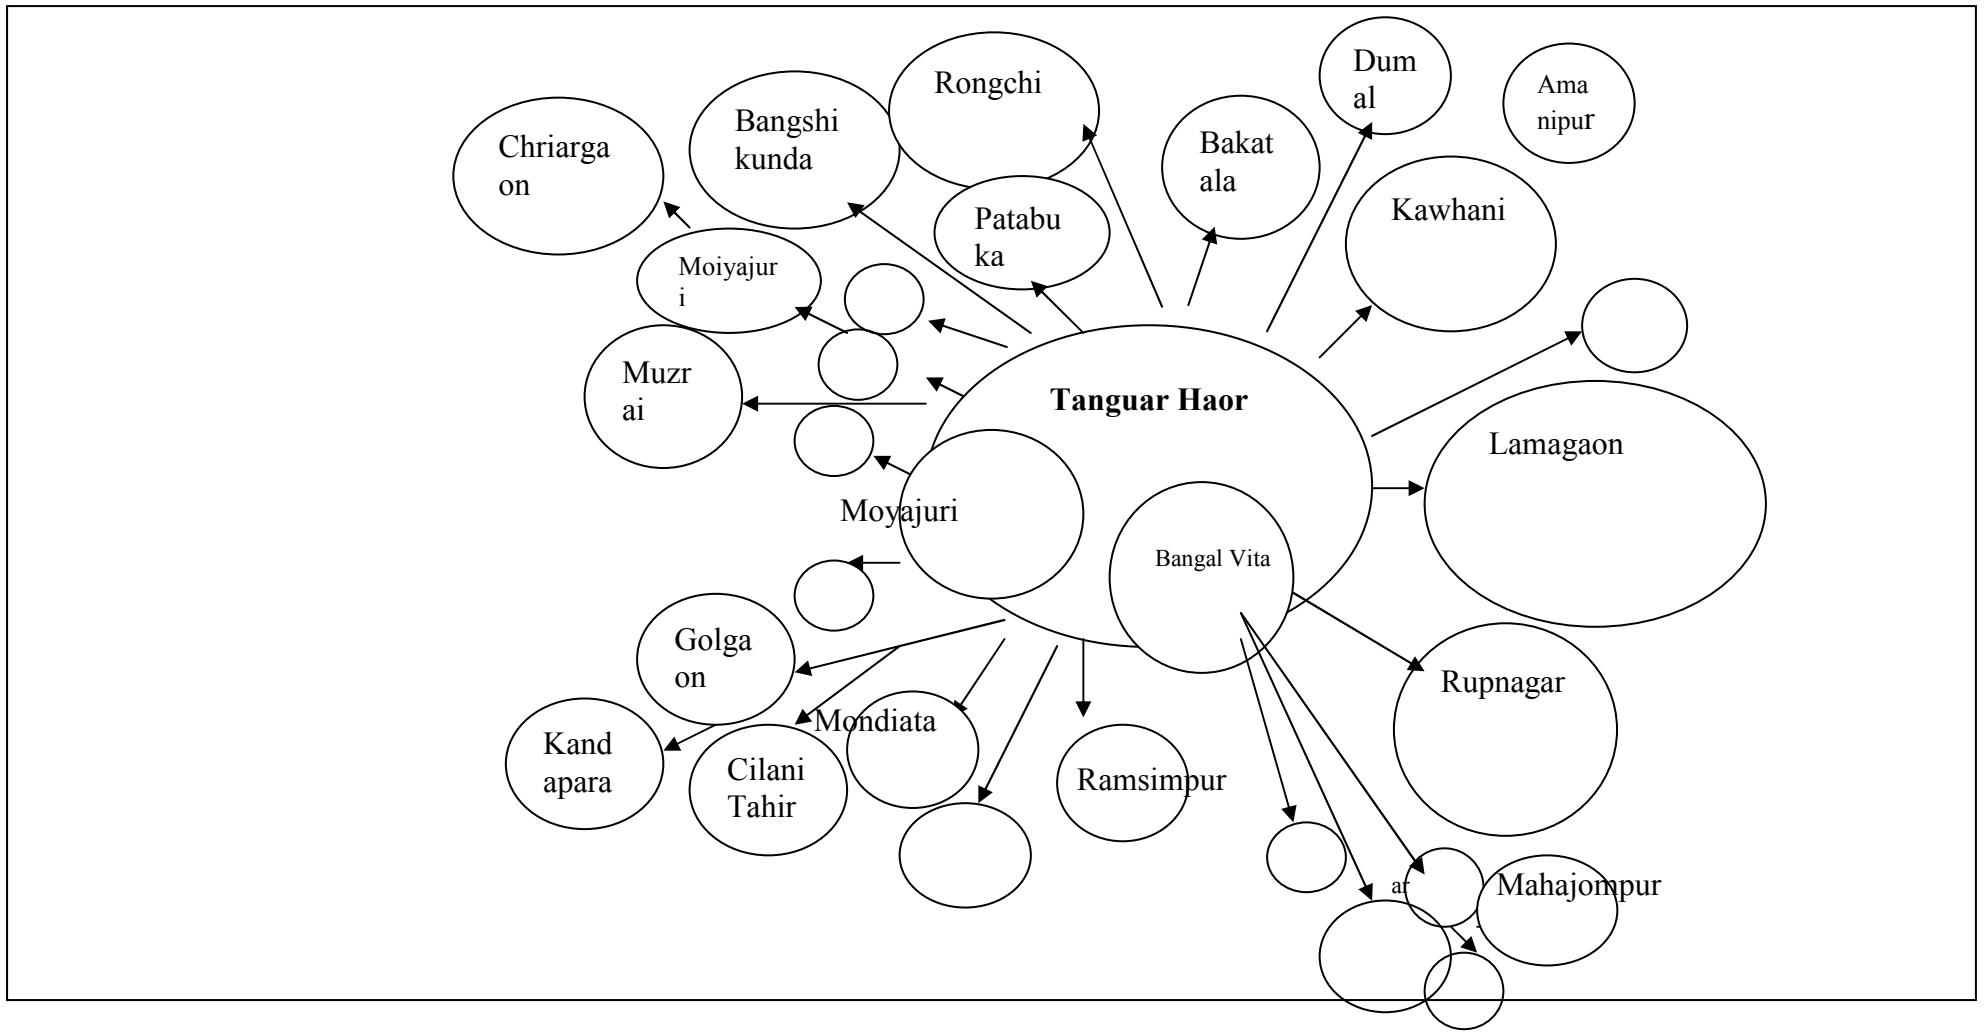 Dum
al
Ama
nipur
Rongchi
Bangshi
kunda
Chriarga
on
Bakat
ala
Kawhani
Patabu
ka
Moiyajur
i
Muzr
ai
Tanguar Haor
Lamagaon
Moyajuri
Bangal Vita
Golga
on
Rupnagar
Mondiata
Kand
apara
Cilani
Tahir
Ramsimpur
ar
Mahajompur